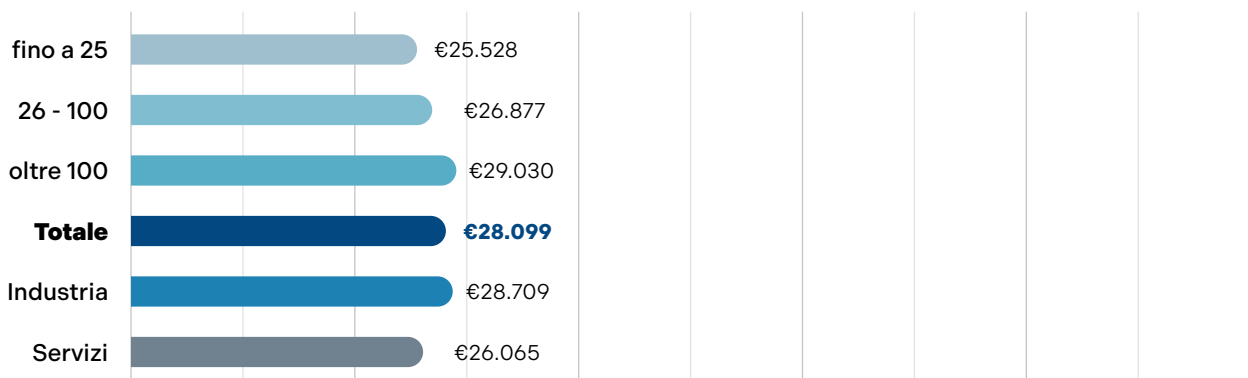 fino a 25 €25.528
26 - 100 €26.877
oltre 100 €29.030
Totale €28.099
Industria €28.709
Servizi €26.065